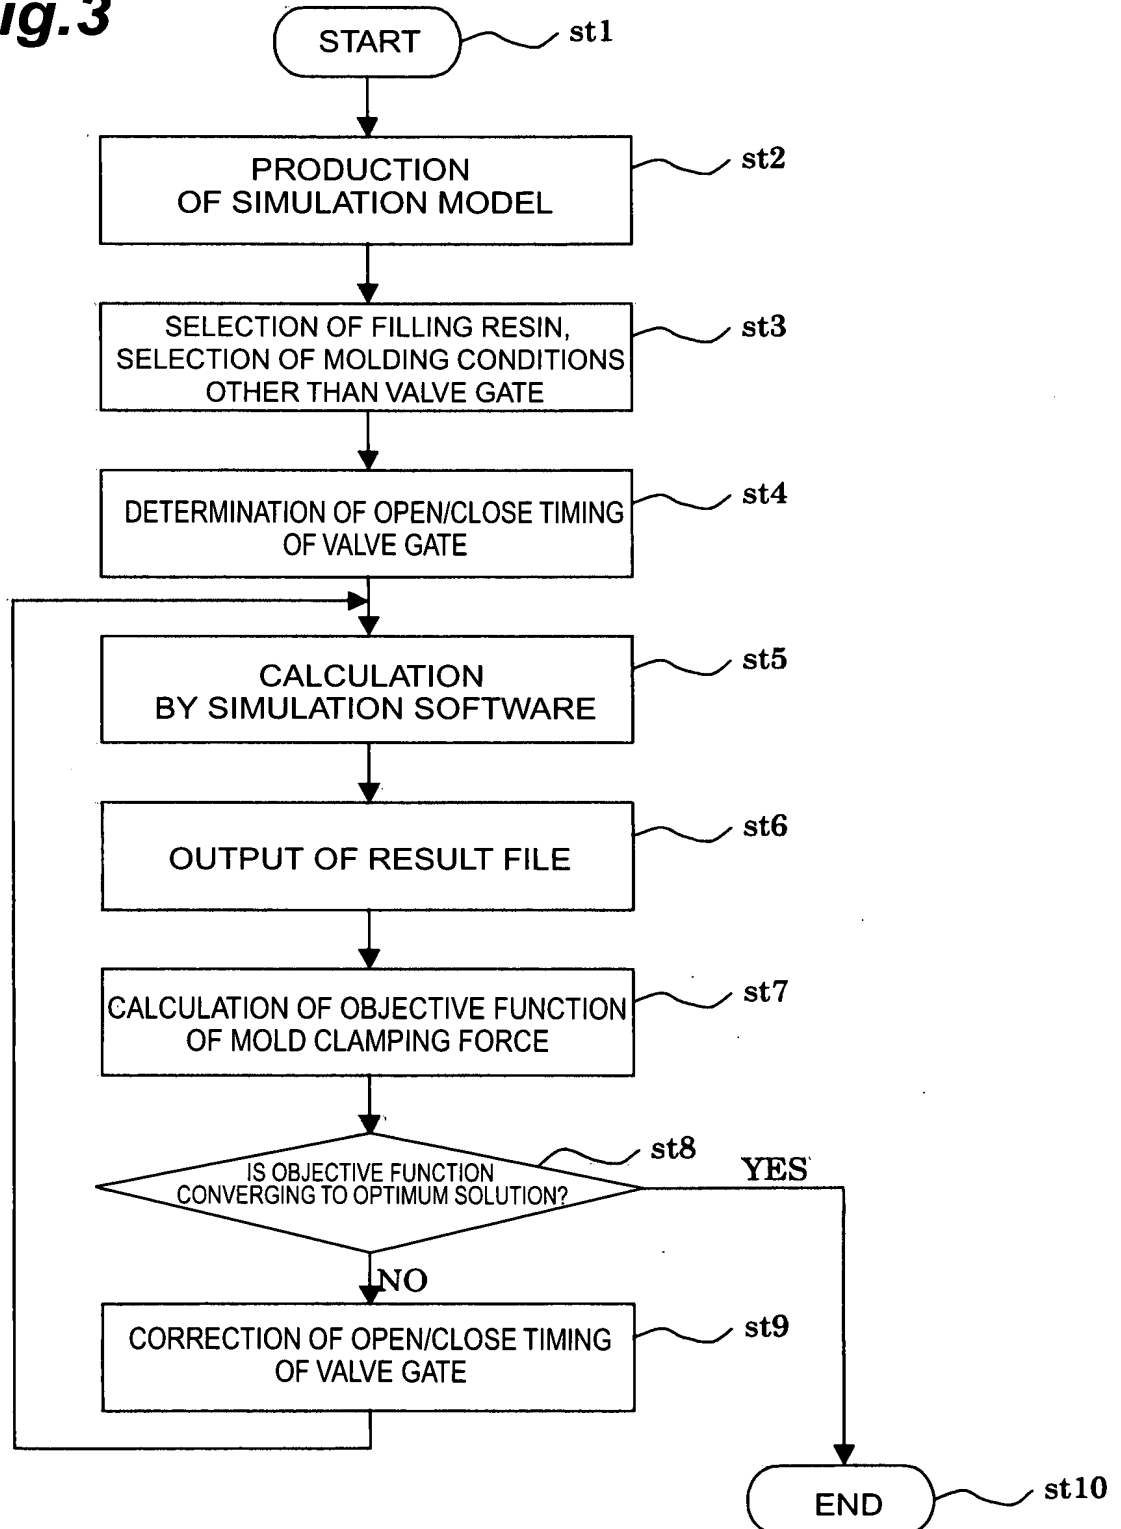 ig.3
START
st1
PRODUCTION
OF SIMULATION MODEL
st2
SELECTION OF FILLING RESIN,
SELECTION OF MOLDING CONDITIONS
OTHER THAN VALVE GATE
st3
DETERMINATION OF OPEN/CLOSE TIMING
OF VALVE GATE
st4
CALCULATION
BY SIMULATION SOFTWARE
st5
OUTPUT OF RESULT FILE
st6
CALCULATION OF OBJECTIVE FUNCTION
OF MOLD CLAMPING FORCE
st7
IS OBJECTIVE FUNCTION
CONVERGING TO OPTIMUM SOLUTION?
st8
YES
NO
CORRECTION OF OPEN/CLOSE TIMING
OF VALVE GATE
st9
END
st10